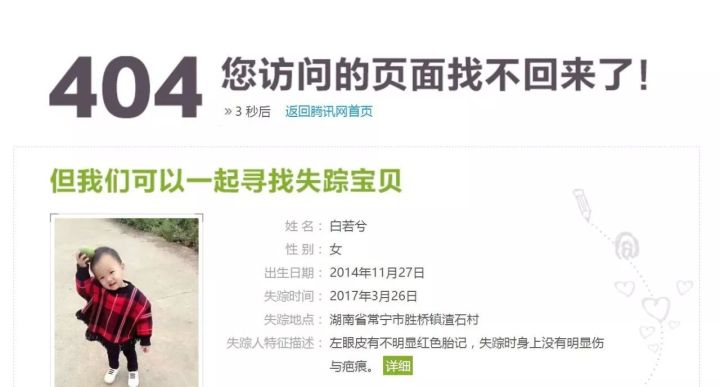 404 您访问的页面找不回来了!
» 3 秒后 返回腾讯网首页
但我们可以一起寻找失踪宝贝
姓 名： 白若兮
性 别： 女
出生日期： 2014年11月27日
失踪时间： 2017年3月26日
失踪地点： 湖南省常宁市胜桥镇渣石村
失踪人特征描述： 左眼皮有不明显红色胎记，失踪时身上没有明显伤
与疤痕。 详细